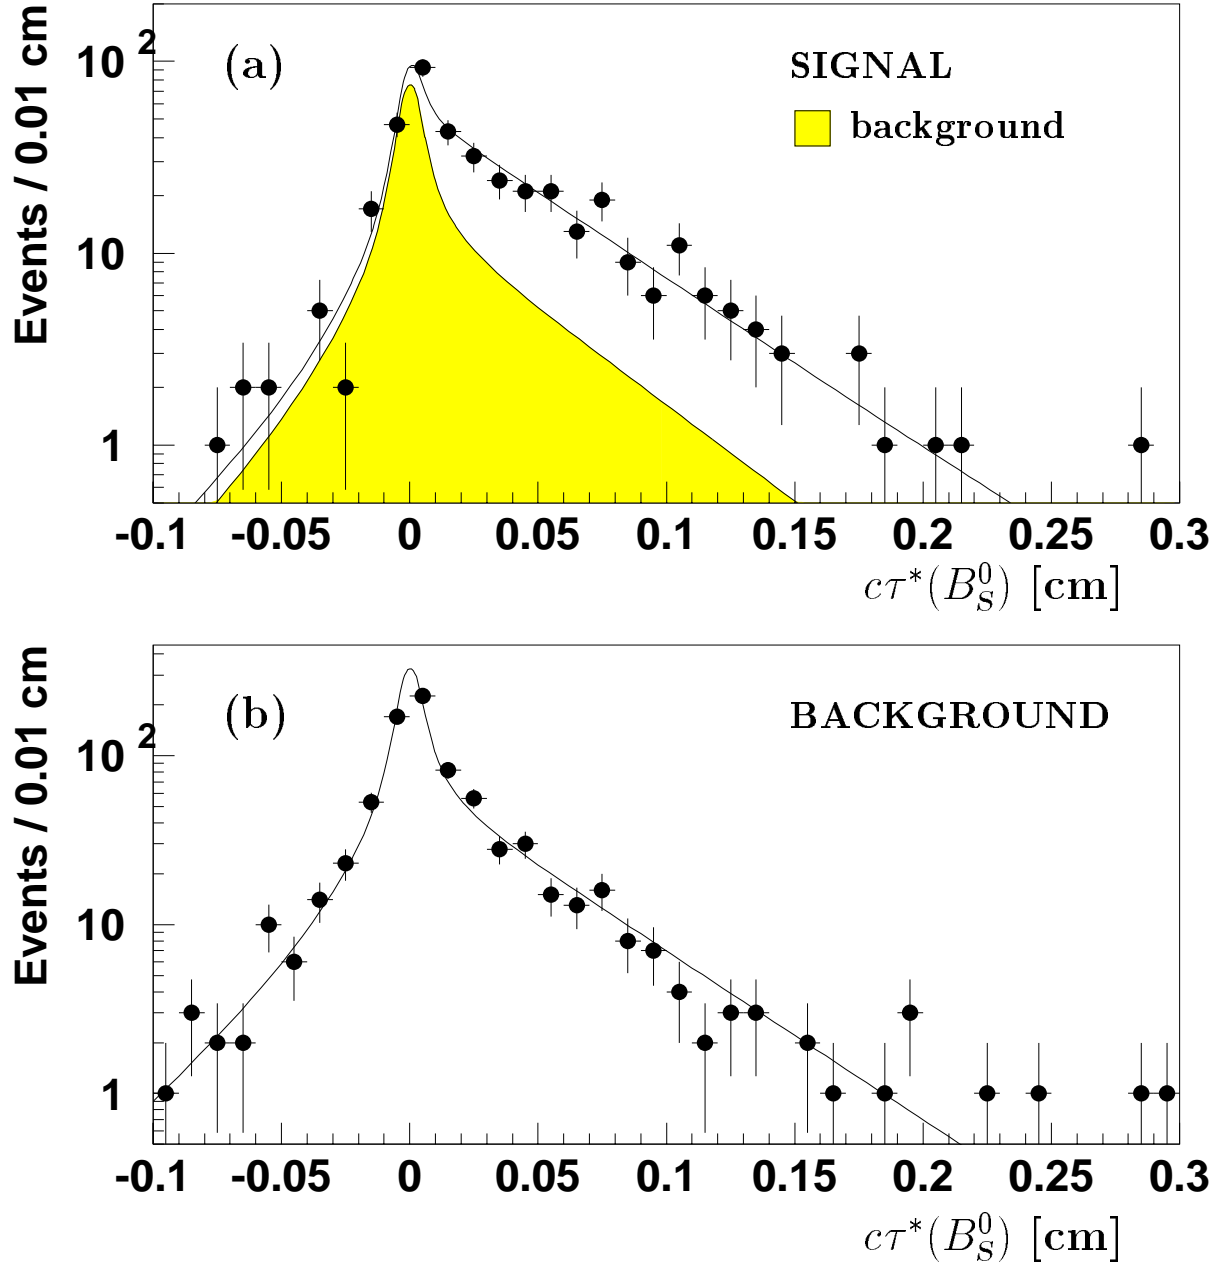 Events / 0.01 cm
10 2
10
1
(a)
SIGNAL
background
-0.1 -0.05 0 0.05 0.1 0.15 0.2 0.25 0.3
cτ*(B⁰S) [cm]
Events / 0.01 cm
10 2
10
1
(b)
BACKGROUND
-0.1 -0.05 0 0.05 0.1 0.15 0.2 0.25 0.3
cτ*(B⁰S) [cm]